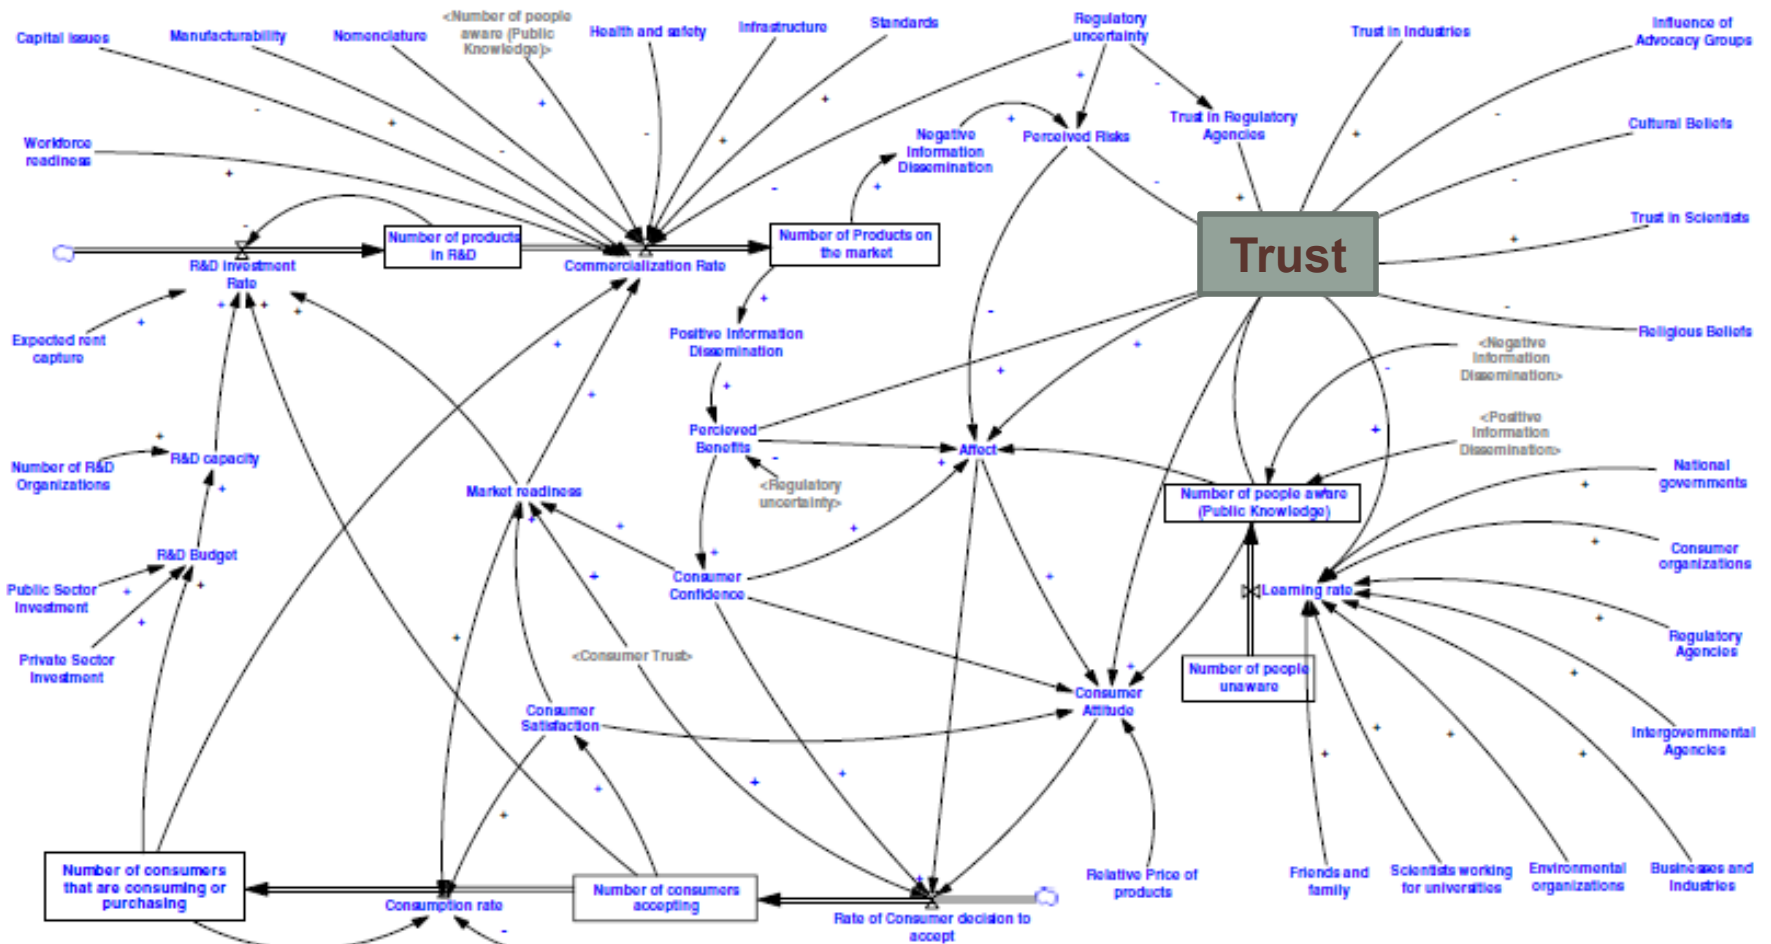 Capital issues
Manufacturability
Nomenclature
<Number of people
aware (Public
Knowledge)>
Health and safety
Infrastructure
Standards
Regulatory
uncertainty
Trust in Industries
Influence of
Advocacy Groups
Workforce
readiness
Negative
Information
Dissemination
Perceived Risks
Trust in Regulatory
Agencies
Cultural Beliefs
Trust in Scientists
Trust
Number of products
in R&D
Number of Products on
the market
R&D investment
Rate
Commercialization Rate
Expected rent
capture
Positive Information
Dissemination
Religious Beliefs
<Negative
Information
Dissemination>
<Positive
Information
Dissemination>
Percieved
Benefits
Affect
Number of R&D
Organizations
R&D capacity
Market readiness
<Regulatory
uncertainty>
Number of people aware
(Public Knowledge)
National
governments
R&D Budget
Consumer
organizations
Public Sector
Investment
Consumer
Confidence
Learning rate
Private Sector
Investment
<Consumer Trust>
Number of people
unaware
Regulatory
Agencies
Consumer
Satisfaction
Consumer
Attitude
Intergovernmental
Agencies
Number of consumers
that are consuming or
purchasing
Consumption rate
Number of consumers
accepting
Rate of Consumer decision to
accept
Relative Price of
products
Friends and
family
Scientists working
for universities
Environmental
organizations
Businesses and
Industries